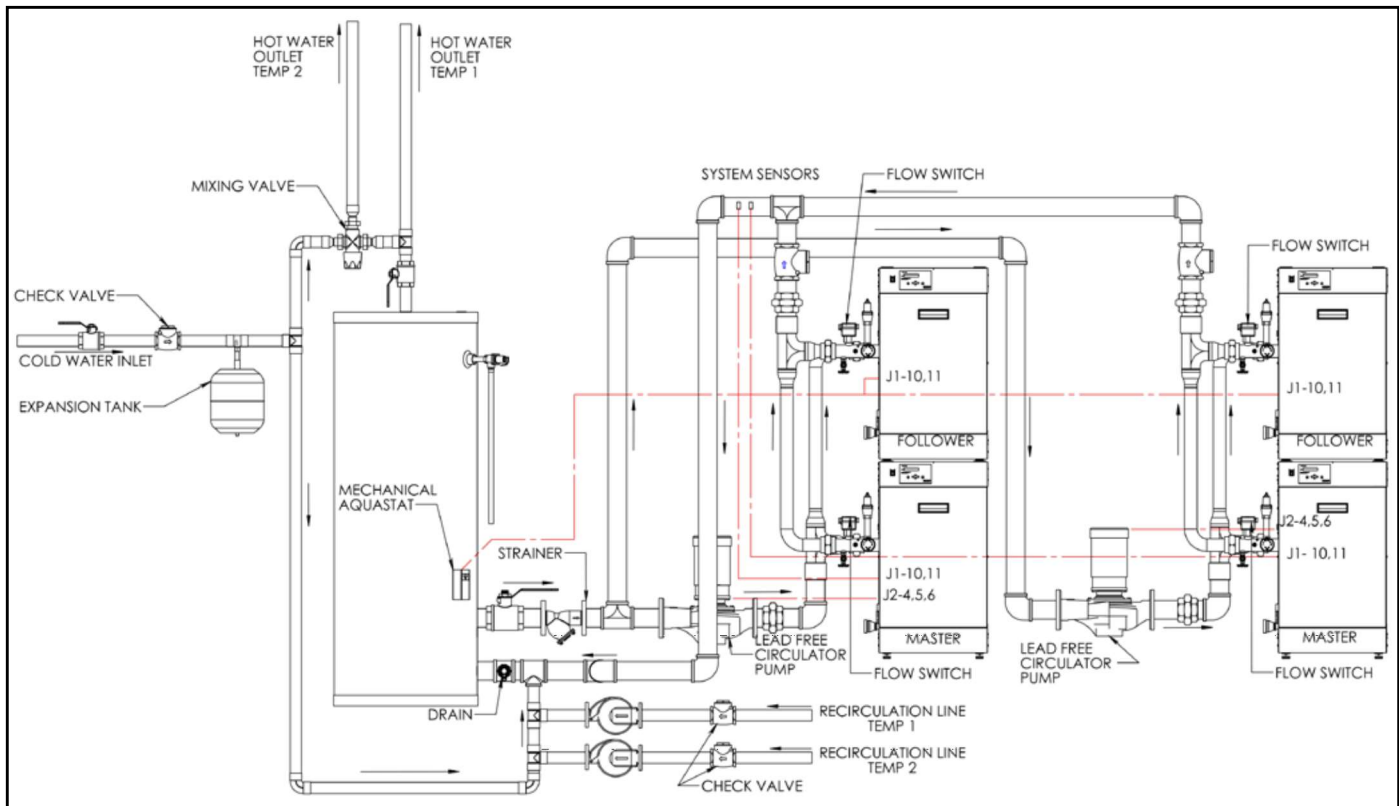 HOT WATER
OUTLET
TEMP 2
HOT WATER
OUTLET
TEMP 1
MIXING VALVE
SYSTEM SENSORS
FLOW SWITCH
FLOW SWITCH
CHECK VALVE
COLD WATER INLET
EXPANSION TANK
J1-10,11
J1-10,11
FOLLOWER
FOLLOWER
MECHANICAL
AQUASTAT
STRAINER
J2-4,5,6
J1- 10,11
J1-10,11
J2-4,5,6
LEAD FREE
CIRCULATOR
PUMP
MASTER
LEAD FREE
CIRCULATOR
PUMP
MASTER
FLOW SWITCH
FLOW SWITCH
DRAIN
RECIRCULATION LINE
TEMP 1
RECIRCULATION LINE
TEMP 2
CHECK VALVE